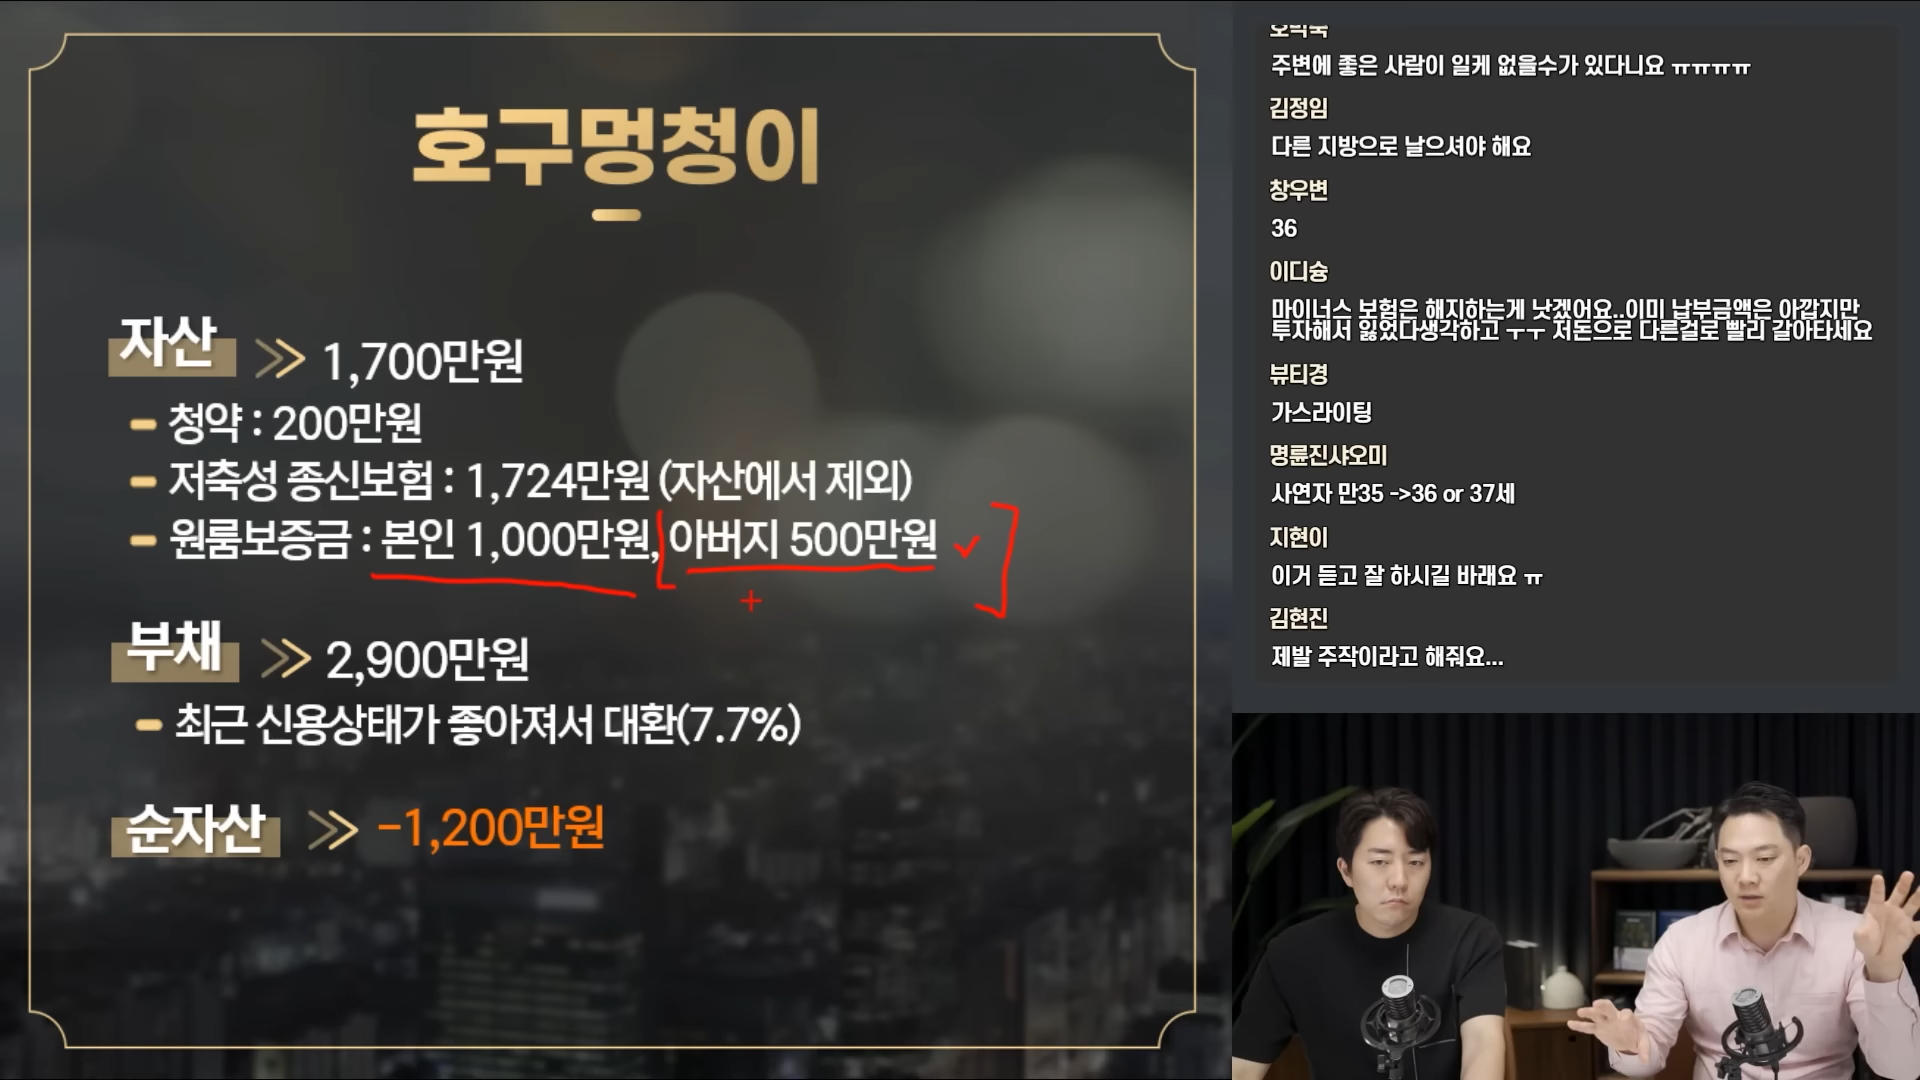 호구멍청이
자산 1,700만원
- 청약 : 200만원
- 저축성 종신보험 : 1,724만원 (자산에서 제외)
- 원룸보증금 : 본인 1,000만원, 아버지 500만원
부채 2,900만원
- 최근 신용상태가 좋아져서 대환(7.7%)
순자산 -1,200만원
주변에 좋은 사람이 일케 없을수가 있다니요 ㅠㅠㅠㅠ
김정임
다른 지방으로 날으셔야 해요
창우변
36
이디슝
마이너스 보험은 해지하는게 낫겠어요..이미 납부금액은 아깝지만
투자해서 잃었다생각하고 ㅜㅜ 저돈으로 다른걸로 빨리 갈아타세요
뷰티경
가스라이팅
명륜진샤오미
사연자 만35 ->36 or 37세
지현이
이거 듣고 잘 하시길 바래요 ㅠ
김현진
제발 주작이라고 해줘요...